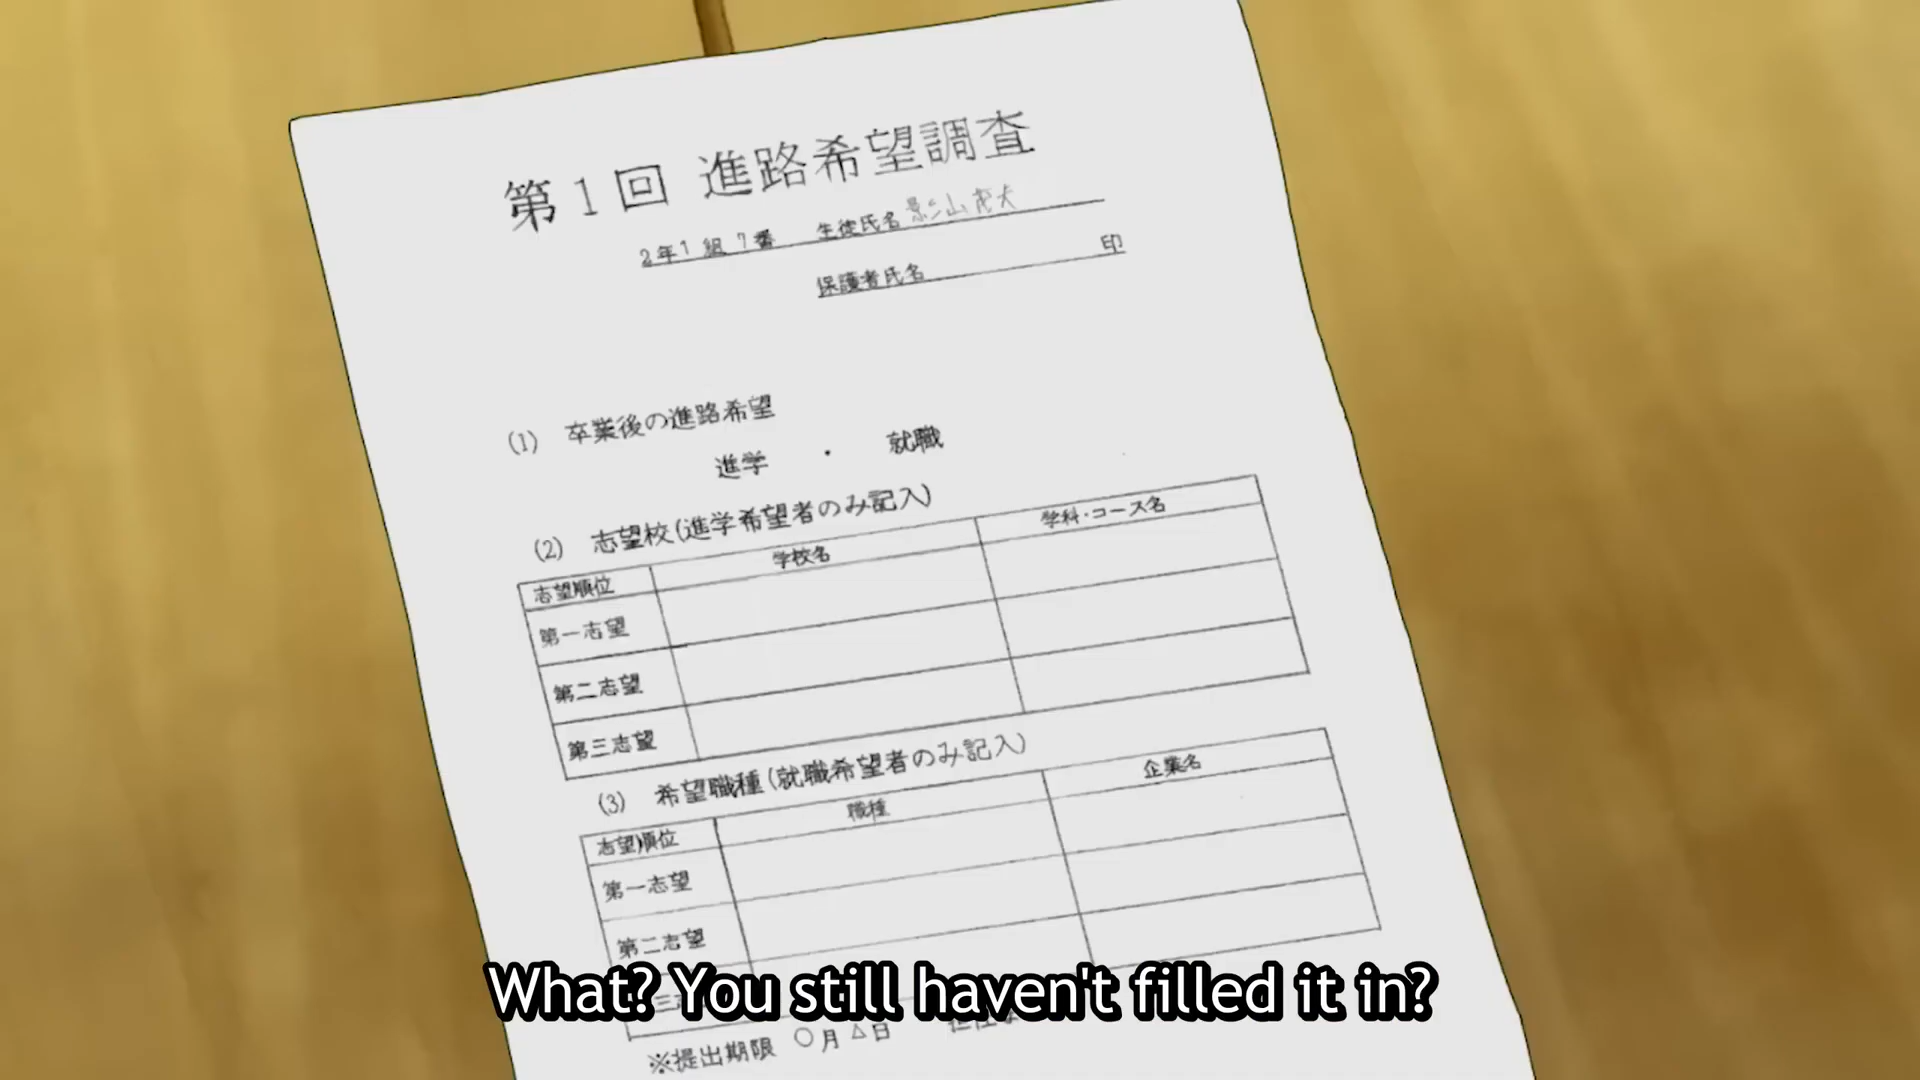 第1回 進路希望調査
2年1組7番 生徒氏名 影山茂夫
保護者氏名 印
(1) 卒業後の進路希望
進学 ・ 就職
(2) 志望校(進学希望者のみ記入)
志望順位 学校名 学科・コース名
第一志望
第二志望
第三志望
(3) 希望職種(就職希望者のみ記入)
志望順位 職種 企業名
第一志望
第二志望
What? You still haven't filled it in?
※提出期限 ○月△日